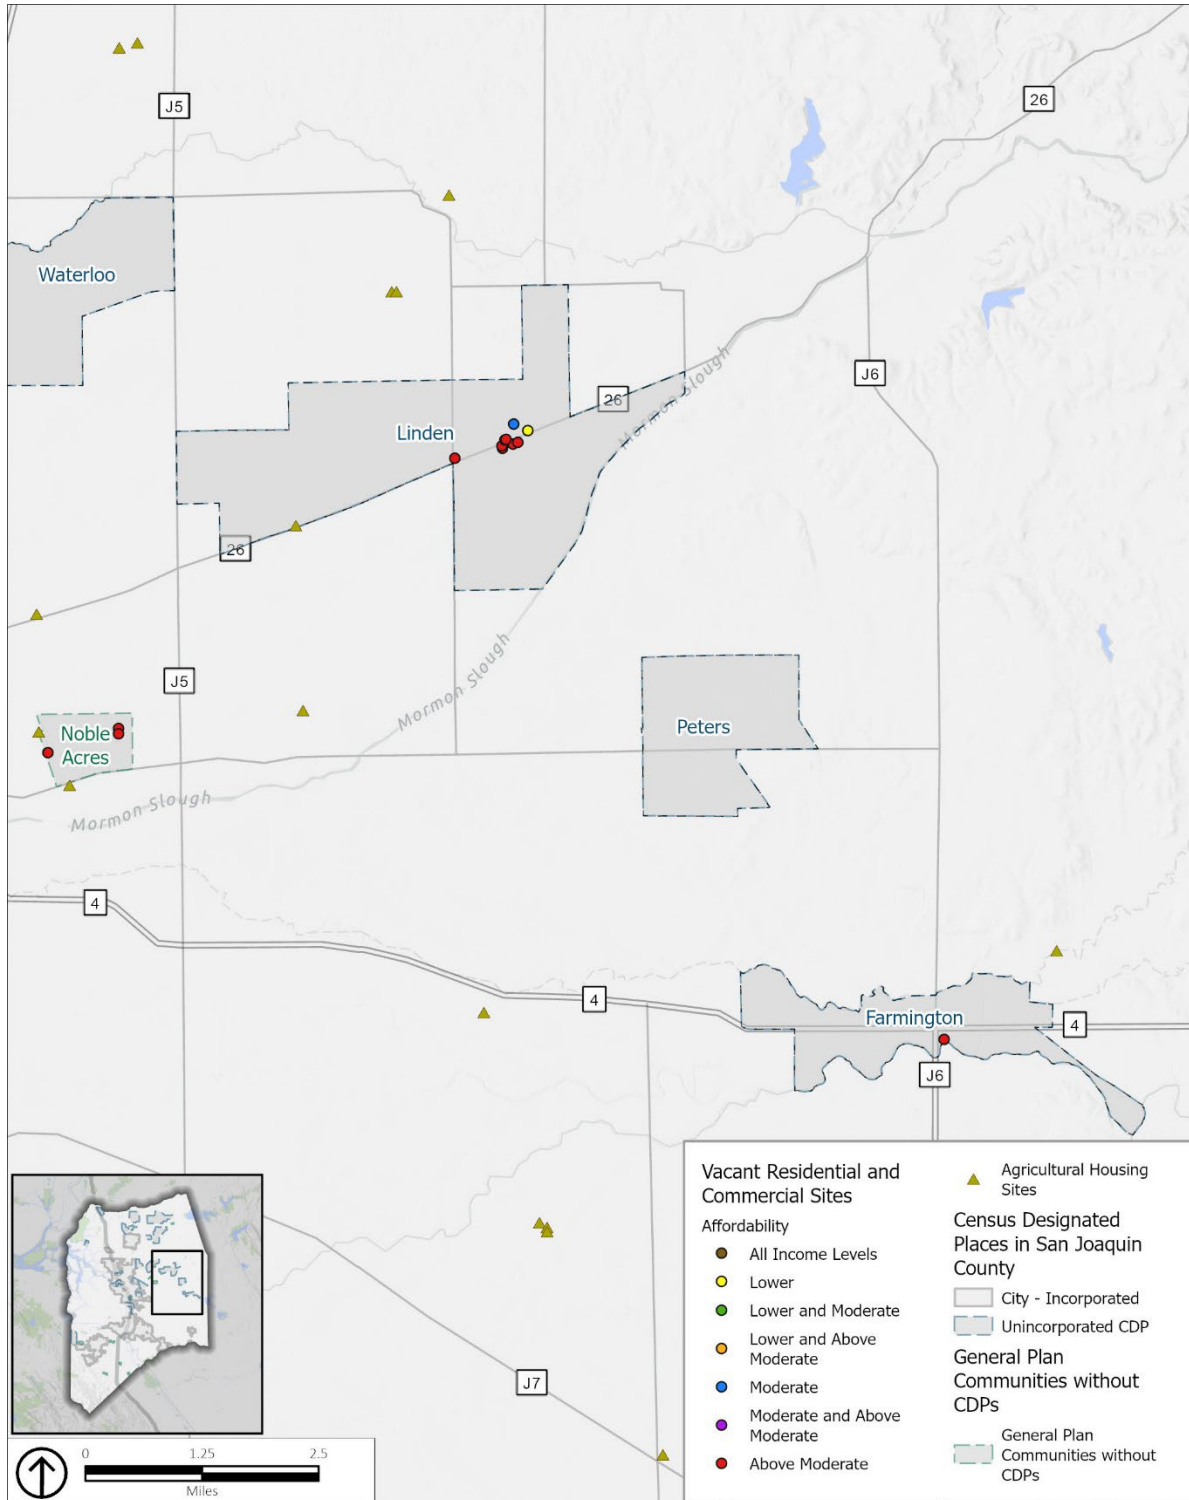 J5
26
Waterloo
J6
26
Mormon Slough
Linden
26
J5
Mormon Slough
Noble
Acres
Peters
Mormon Slough
4
4
Farmington
4
J6
J7
Vacant Residential and
Commercial Sites
Affordability
All Income Levels
Lower
Lower and Moderate
Lower and Above
Moderate
Moderate
Moderate and Above
Moderate
Above Moderate
Agricultural Housing
Sites
Census Designated
Places in San Joaquin
County
City - Incorporated
Unincorporated CDP
General Plan
Communities without
CDPs
General Plan
Communities without
CDPs
0 1.25 2.5
Miles